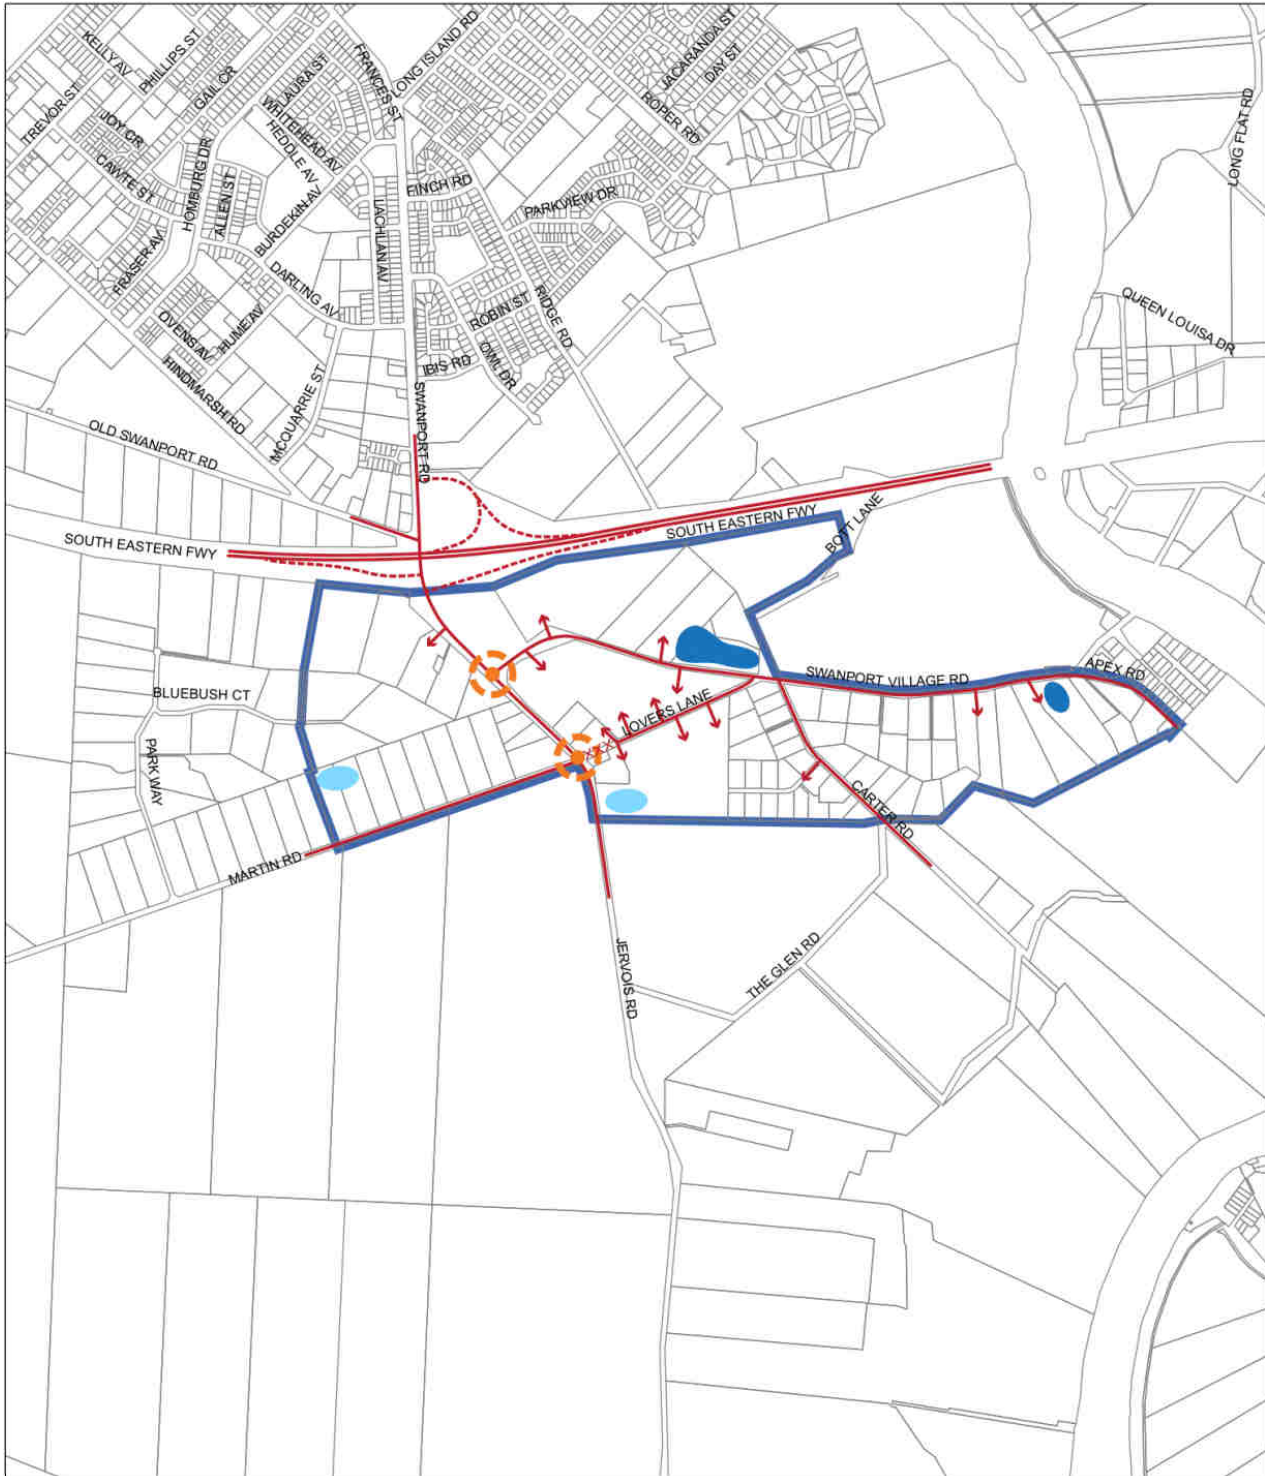 KELLY AV
PHILLIPS ST
GAIL CR
LAURA ST
WHITEHEAD AV
HEDDLE AV
FRANCES ST
LONG ISLAND RD
JACARANDA ST
DAY ST
ROPER RD
LONG FLAT RD
TREVOR ST
JOY CR
CAWTE ST
HOMBURG DR
ALLEN ST
BURDEKIN AV
LACHLAN AV
FINCH RD
PARKVIEW DR
FRASER AV
DARLING AV
OVENS AV
HUME AV
ROBIN ST
RIDGE RD
QUEEN LOUISA DR
HINDMARSH RD
MCQUARRIE ST
IBIS RD
OWL DR
SWANPORT RD
OLD SWANPORT RD
SOUTH EASTERN FWY
SOUTH EASTERN FWY
BOTT LANE
SWANPORT VILLAGE RD
APEX RD
BLUEBUSH CT
LOVERS LANE
XXX
PARK WAY
CARTER RD
MARTIN RD
JERVOIS RD
THE GLEN RD